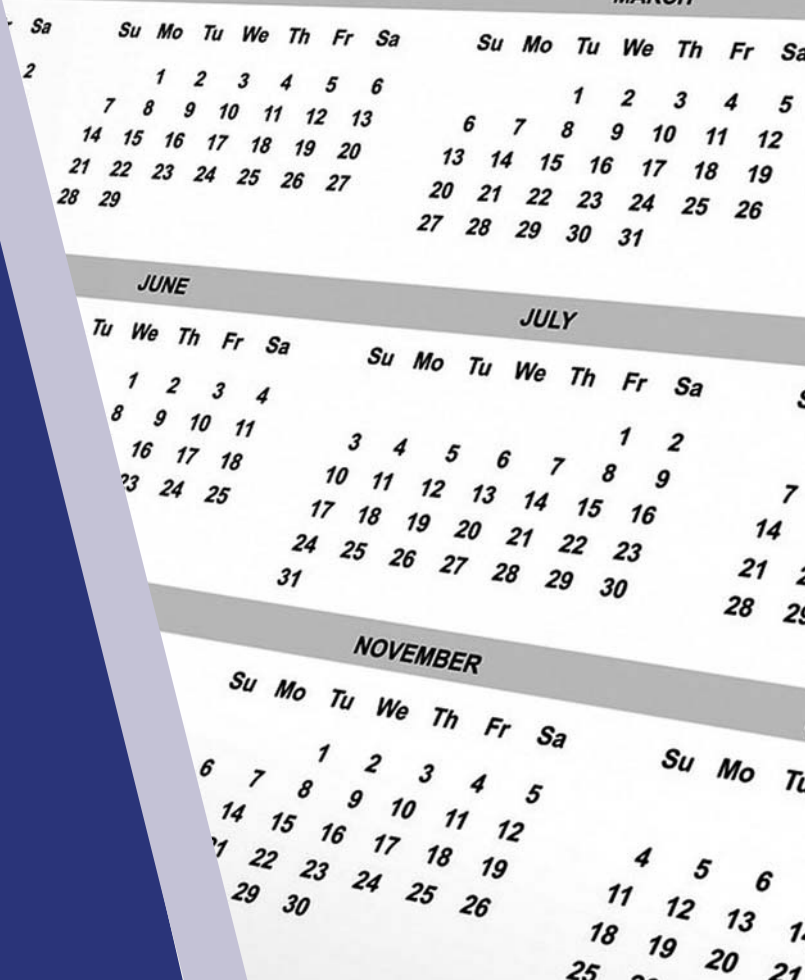 MARCH
Sa
2
Su Mo Tu We Th Fr Sa
1 2 3 4 5 6
7 8 9 10 11 12 13
14 15 16 17 18 19 20
21 22 23 24 25 26 27
28 29
Su Mo Tu We Th Fr Sa
1 2 3 4 5
6 7 8 9 10 11 12
13 14 15 16 17 18 19
20 21 22 23 24 25 26
27 28 29 30 31
JUNE
Tu We Th Fr Sa
1 2 3 4
8 9 10 11
16 17 18
23 24 25
JULY
Su Mo Tu We Th Fr Sa
1 2
3 4 5 6 7 8 9
10 11 12 13 14 15 16
17 18 19 20 21 22 23
24 25 26 27 28 29 30
31
7
14
21
28 29
NOVEMBER
Su Mo Tu We Th Fr Sa
1 2 3 4 5
6 7 8 9 10 11 12
14 15 16 17 18 19
21 22 23 24 25 26
29 30
Su Mo Tu
4 5 6
11 12 13
18 19 20 21
25